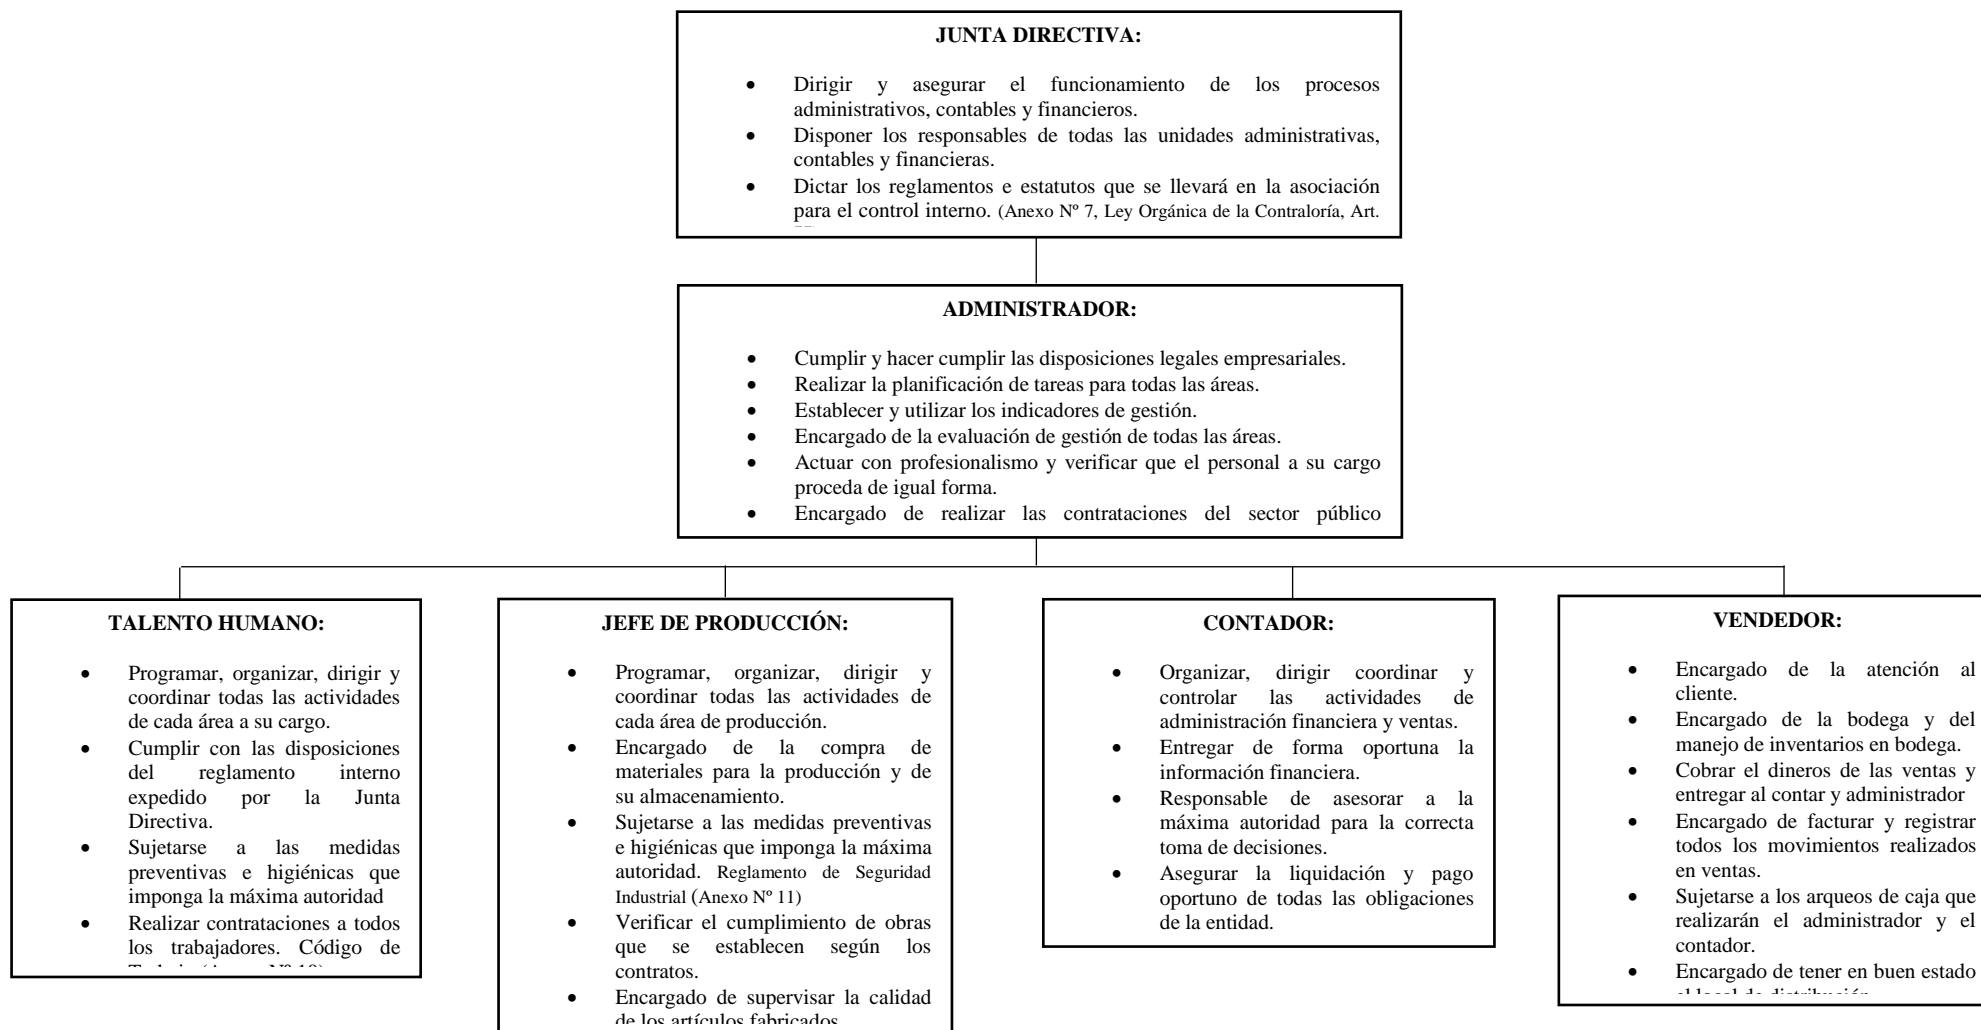 JUNTA DIRECTIVA:
• Dirigir y asegurar el funcionamiento de los procesos
administrativos, contables y financieros.
• Disponer los responsables de todas las unidades administrativas,
contables y financieras.
• Dictar los reglamentos e estatutos que se llevará en la asociación
para el control interno. (Anexo Nº 7, Ley Orgánica de la Contraloría, Art.
ADMINISTRADOR:
• Cumplir y hacer cumplir las disposiciones legales empresariales.
• Realizar la planificación de tareas para todas las áreas.
• Establecer y utilizar los indicadores de gestión.
• Encargado de la evaluación de gestión de todas las áreas.
• Actuar con profesionalismo y verificar que el personal a su cargo
proceda de igual forma.
• Encargado de realizar las contrataciones del sector público
TALENTO HUMANO:
• Programar, organizar, dirigir y
coordinar todas las actividades
de cada área a su cargo.
• Cumplir con las disposiciones
del reglamento interno
expedido por la Junta
Directiva.
• Sujetarse a las medidas
preventivas e higiénicas que
imponga la máxima autoridad
• Realizar contrataciones a todos
los trabajadores. Código de
JEFE DE PRODUCCIÓN:
• Programar, organizar, dirigir y
coordinar todas las actividades de
cada área de producción.
• Encargado de la compra de
materiales para la producción y de
su almacenamiento.
• Sujetarse a las medidas preventivas
e higiénicas que imponga la máxima
autoridad. Reglamento de Seguridad
Industrial (Anexo Nº 11)
• Verificar el cumplimiento de obras
que se establecen según los
contratos.
• Encargado de supervisar la calidad
de los artículos fabricados
CONTADOR:
• Organizar, dirigir coordinar y
controlar las actividades de
administración financiera y ventas.
• Entregar de forma oportuna la
información financiera.
• Responsable de asesorar a la
máxima autoridad para la correcta
toma de decisiones.
• Asegurar la liquidación y pago
oportuno de todas las obligaciones
de la entidad.
VENDEDOR:
• Encargado de la atención al
cliente.
• Encargado de la bodega y del
manejo de inventarios en bodega.
• Cobrar el dineros de las ventas y
entregar al contar y administrador
• Encargado de facturar y registrar
todos los movimientos realizados
en ventas.
• Sujetarse a los arqueos de caja que
realizarán el administrador y el
contador.
• Encargado de tener en buen estado
el local de distribución